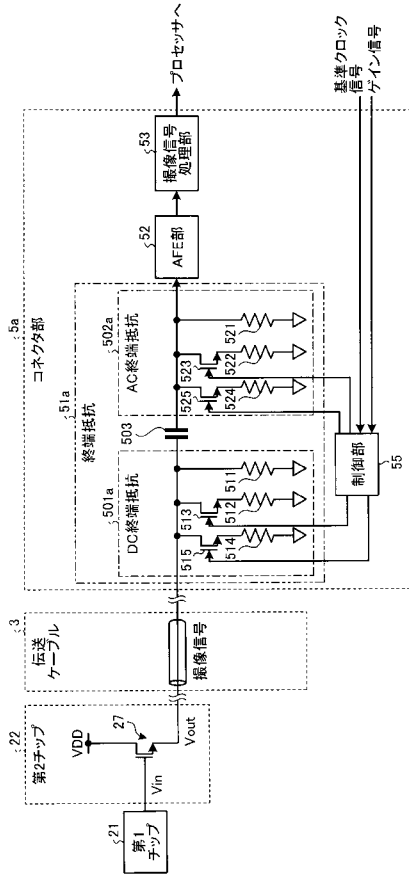 5a
コネクタ部
51a
終端抵抗
501a
DC終端抵抗
502a
AC終端抵抗
503
515
513
514
512
511
525
523
524
522
521
52
AFE部
53
撮像信号
処理部
プロセッサへ
基準クロック
信号
ゲイン信号
制御部
55
3
伝送
ケーブル
撮像信号
22
第2チップ
VDD
27
Vin
Vout
21
第1
チップ